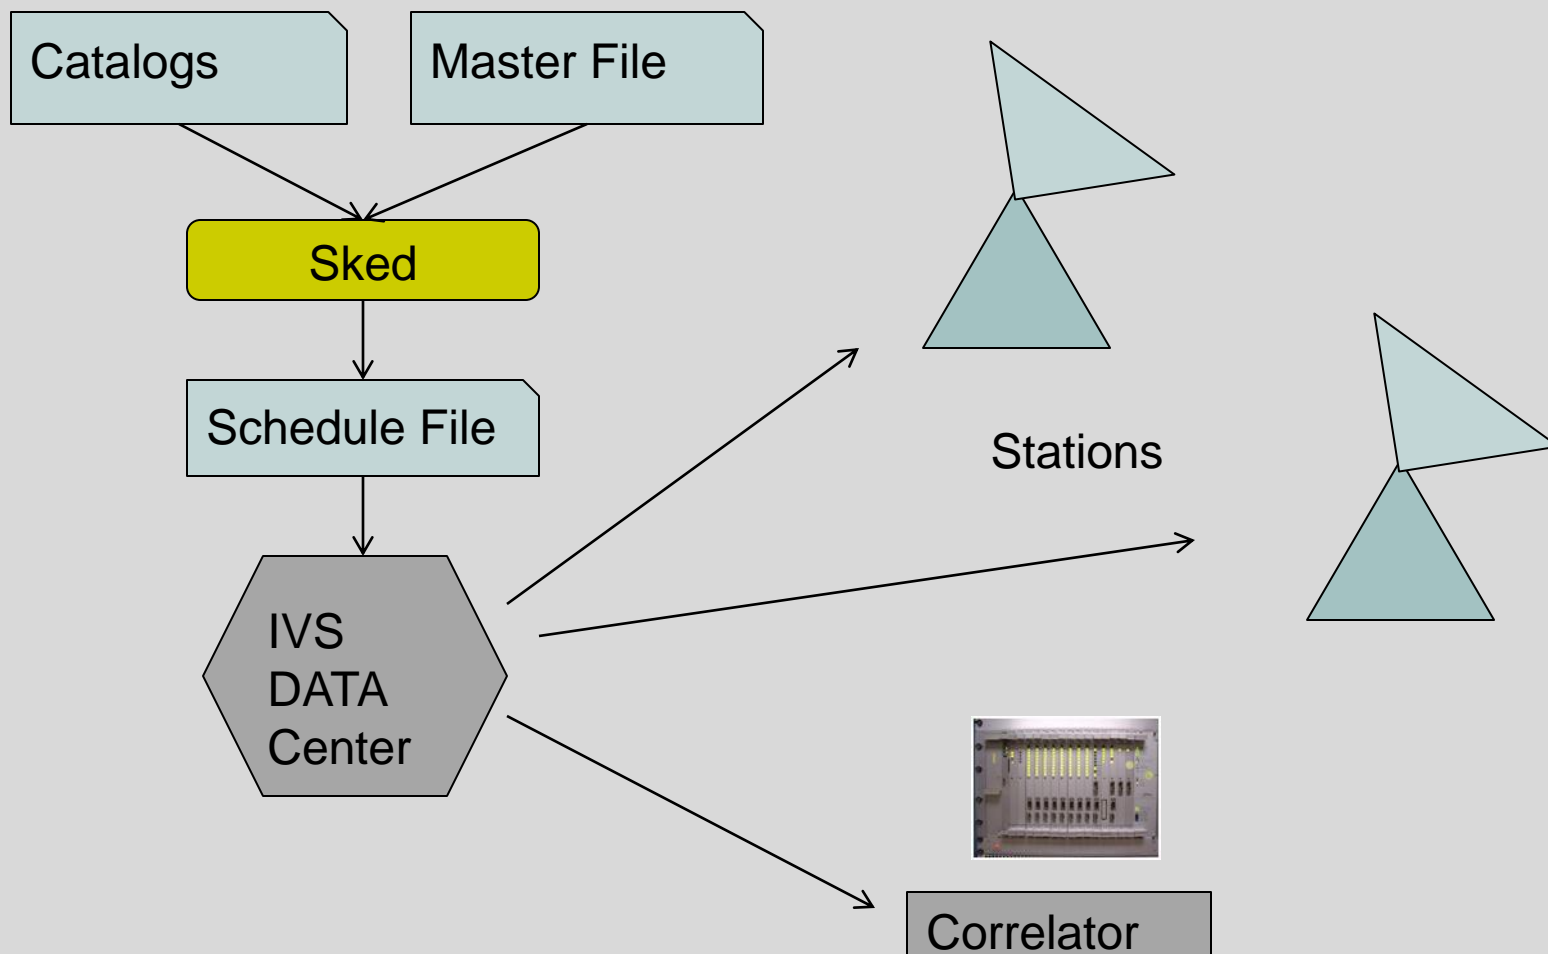 Catalogs
Master File
Sked
Schedule File
Stations
IVS
DATA
Center
Correlator